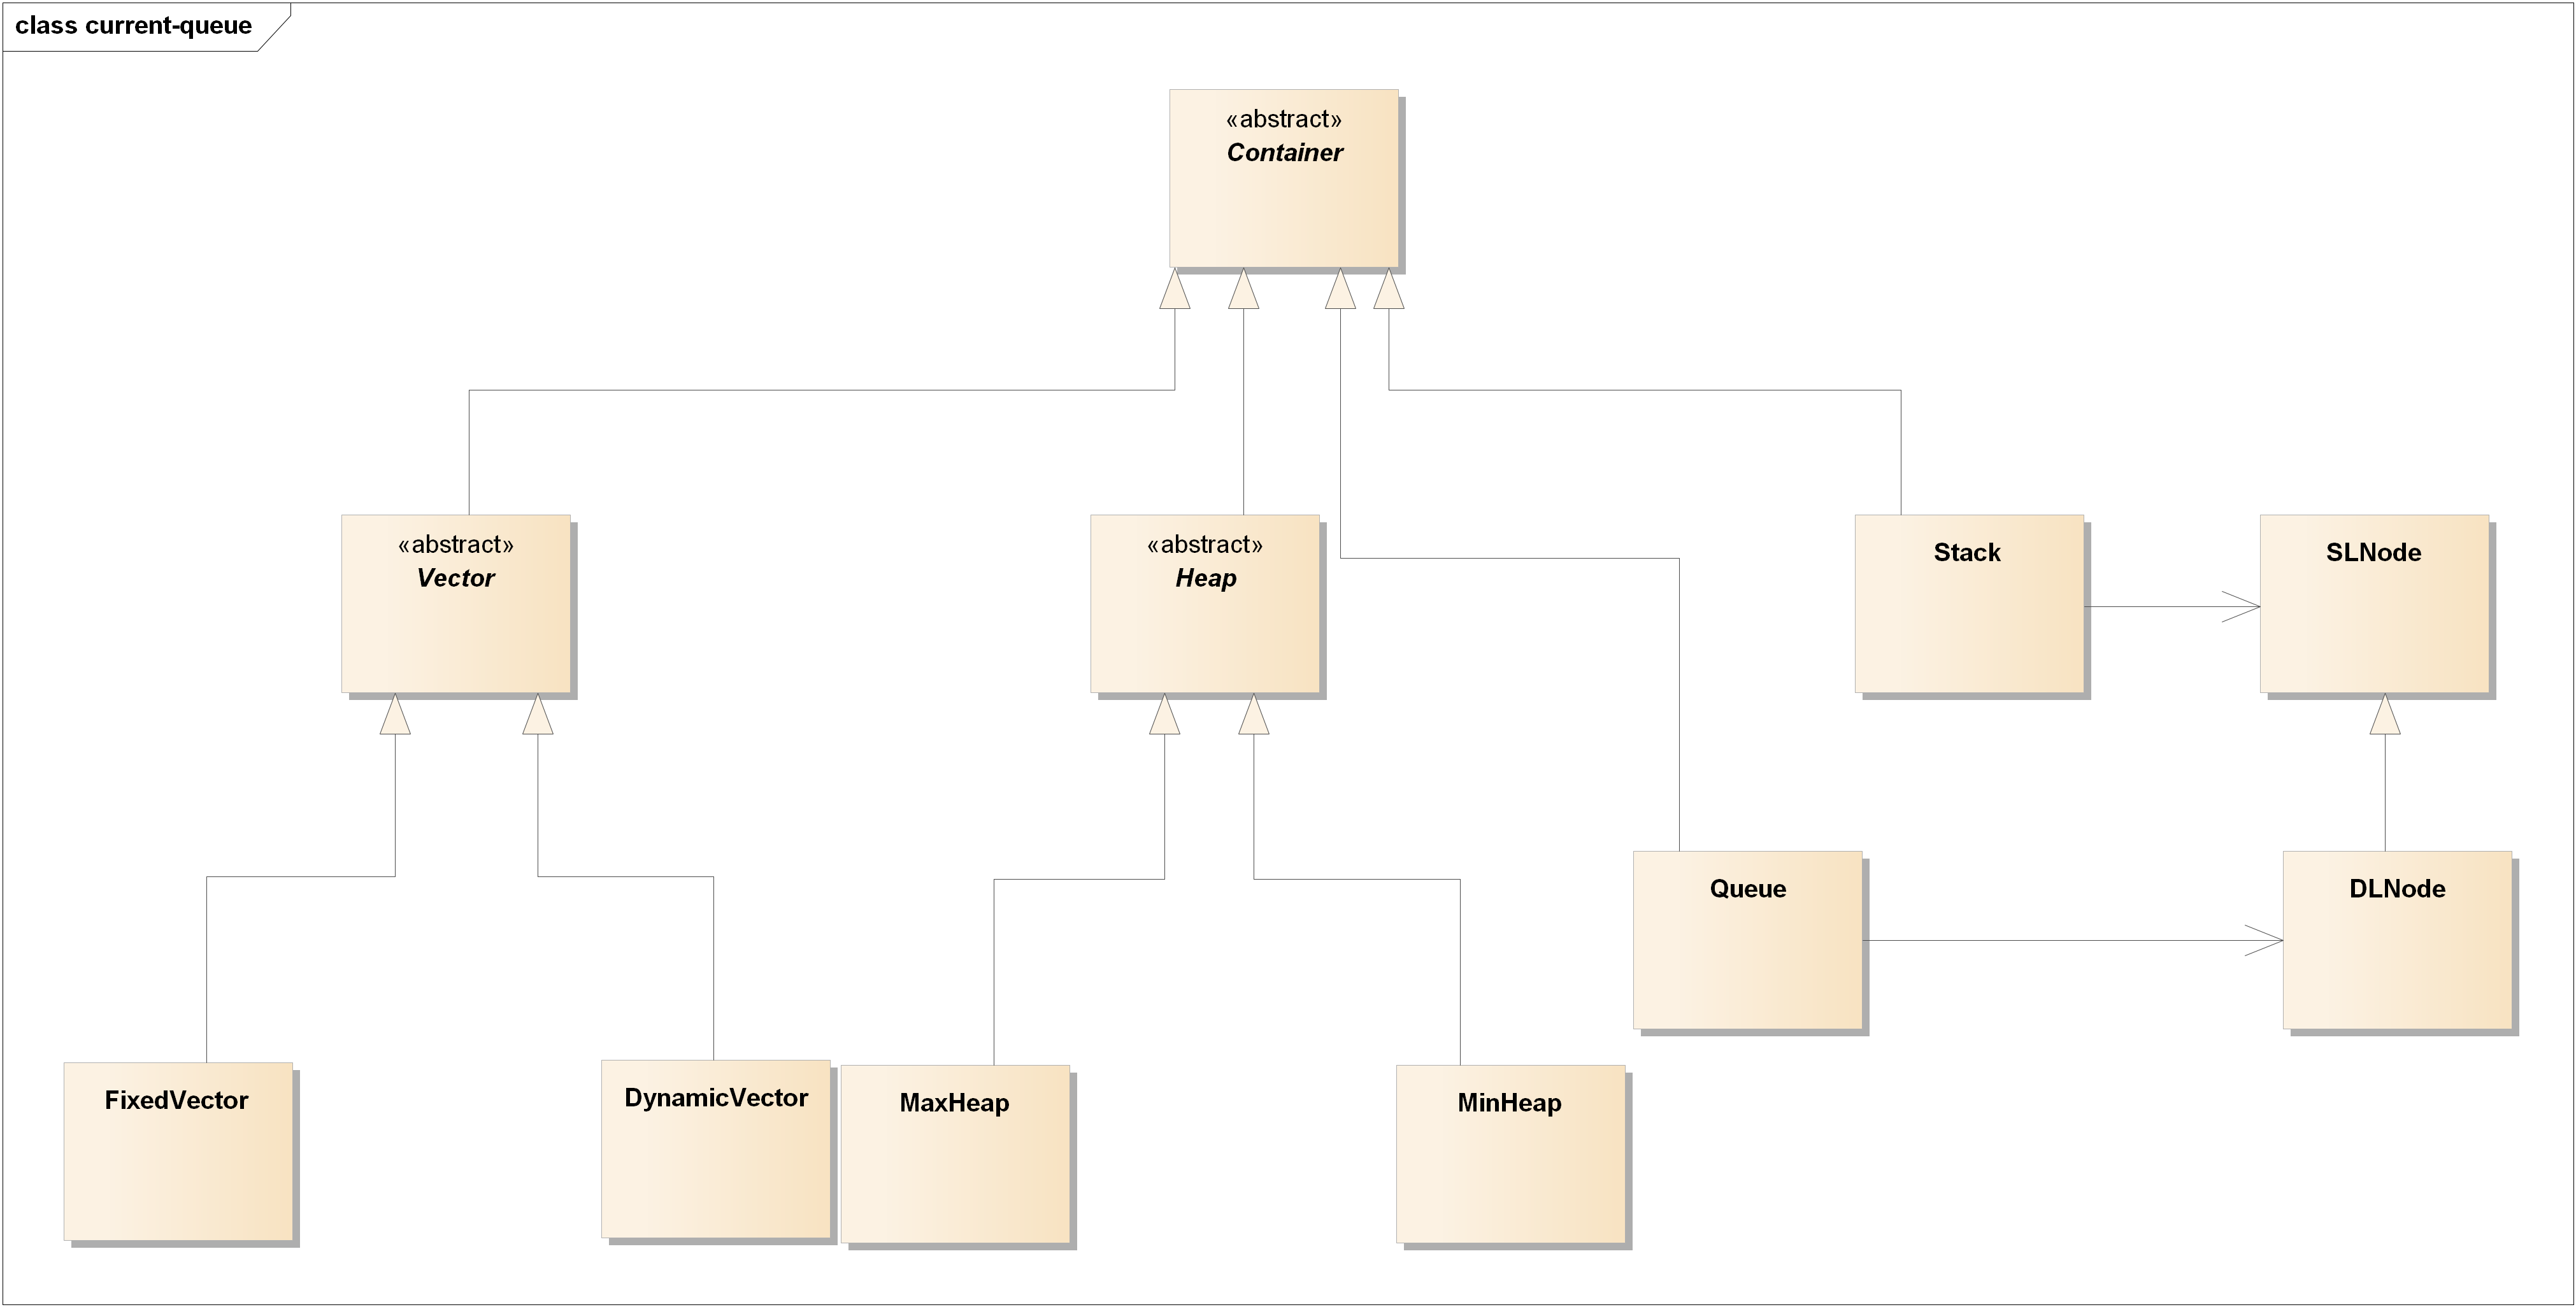 class current-queue
«abstract»
Container
«abstract»
Vector
«abstract»
Heap
Stack
SLNode
Queue
DLNode
FixedVector
DynamicVector
MaxHeap
MinHeap